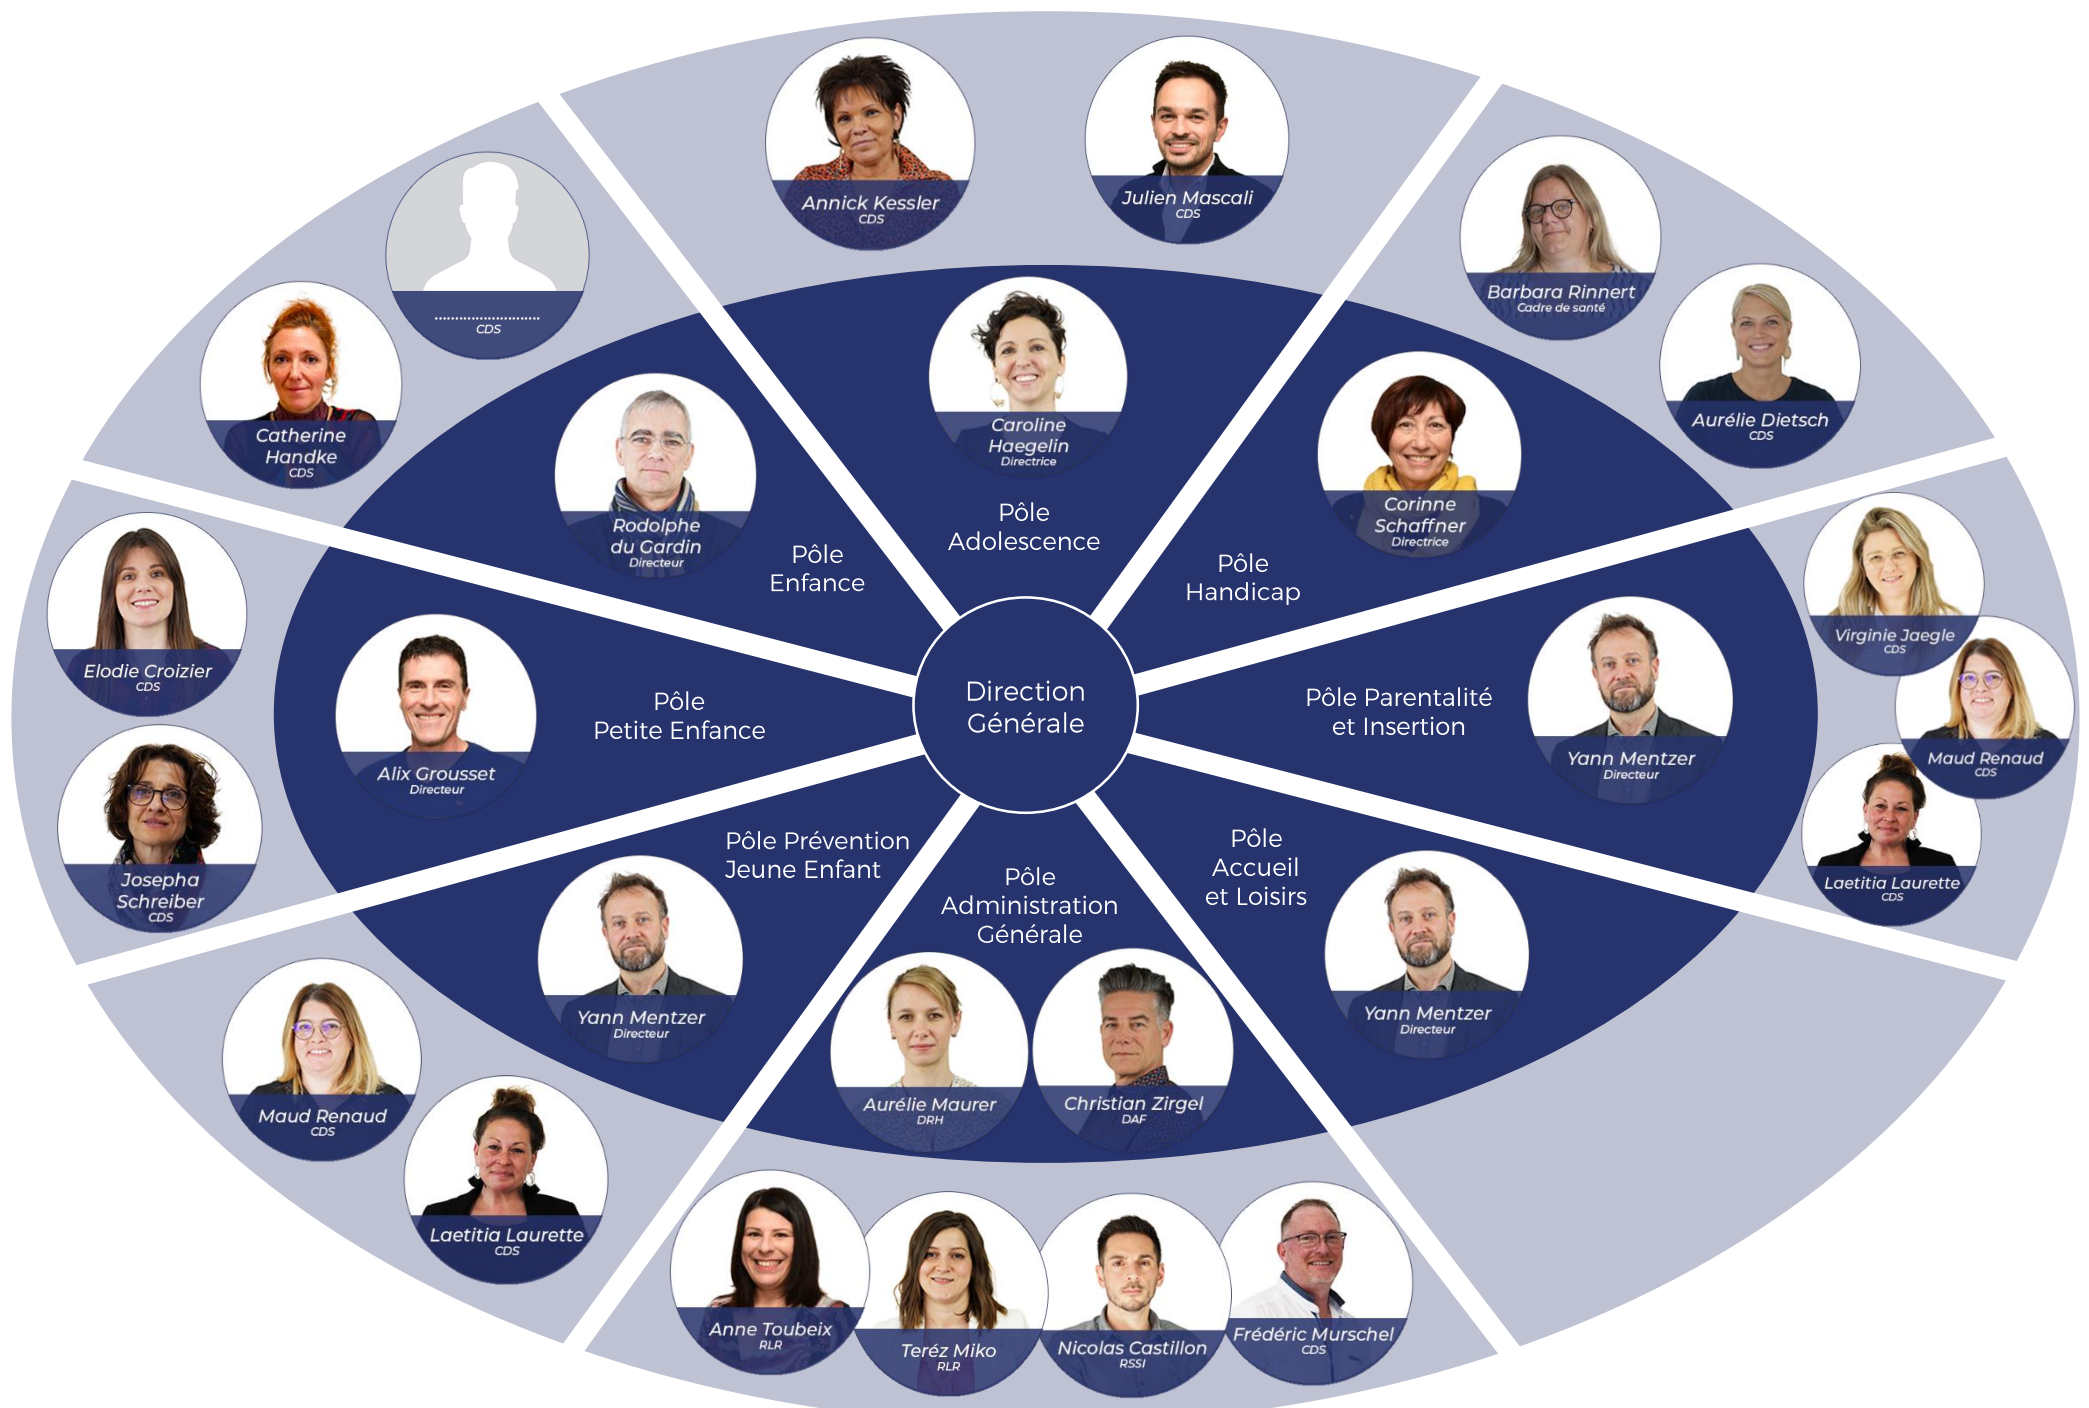 Annick Kessler
CDS
Julien Mascali
CDS
Barbara Rinnert
Cadre de santé
Aurélie Dietsch
CDS
..........................
CDS
Catherine
Handke
CDS
Caroline
Haegelin
Directrice
Pôle
Adolescence
Rodolphe
du Gardin
Directeur
Pôle
Enfance
Corinne
Schaffner
Directrice
Pôle
Handicap
Elodie Croizier
CDS
Josepha
Schreiber
CDS
Alix Grousset
Directeur
Pôle
Petite Enfance
Direction
Générale
Pôle Parentalité
et Insertion
Yann Mentzer
Directeur
Virginie Jaegle
CDS
Maud Renaud
CDS
Laetitia Laurette
CDS
Pôle Prévention
Jeune Enfant
Yann Mentzer
Directeur
Pôle
Administration
Générale
Aurélie Maurer
DRH
Christian Zirgel
DAF
Pôle
Accueil
et Loisirs
Yann Mentzer
Directeur
Maud Renaud
CDS
Laetitia Laurette
CDS
Anne Toubeix
RLR
Teréz Miko
RLR
Nicolas Castillon
RSSI
Frédéric Murschel
CDS